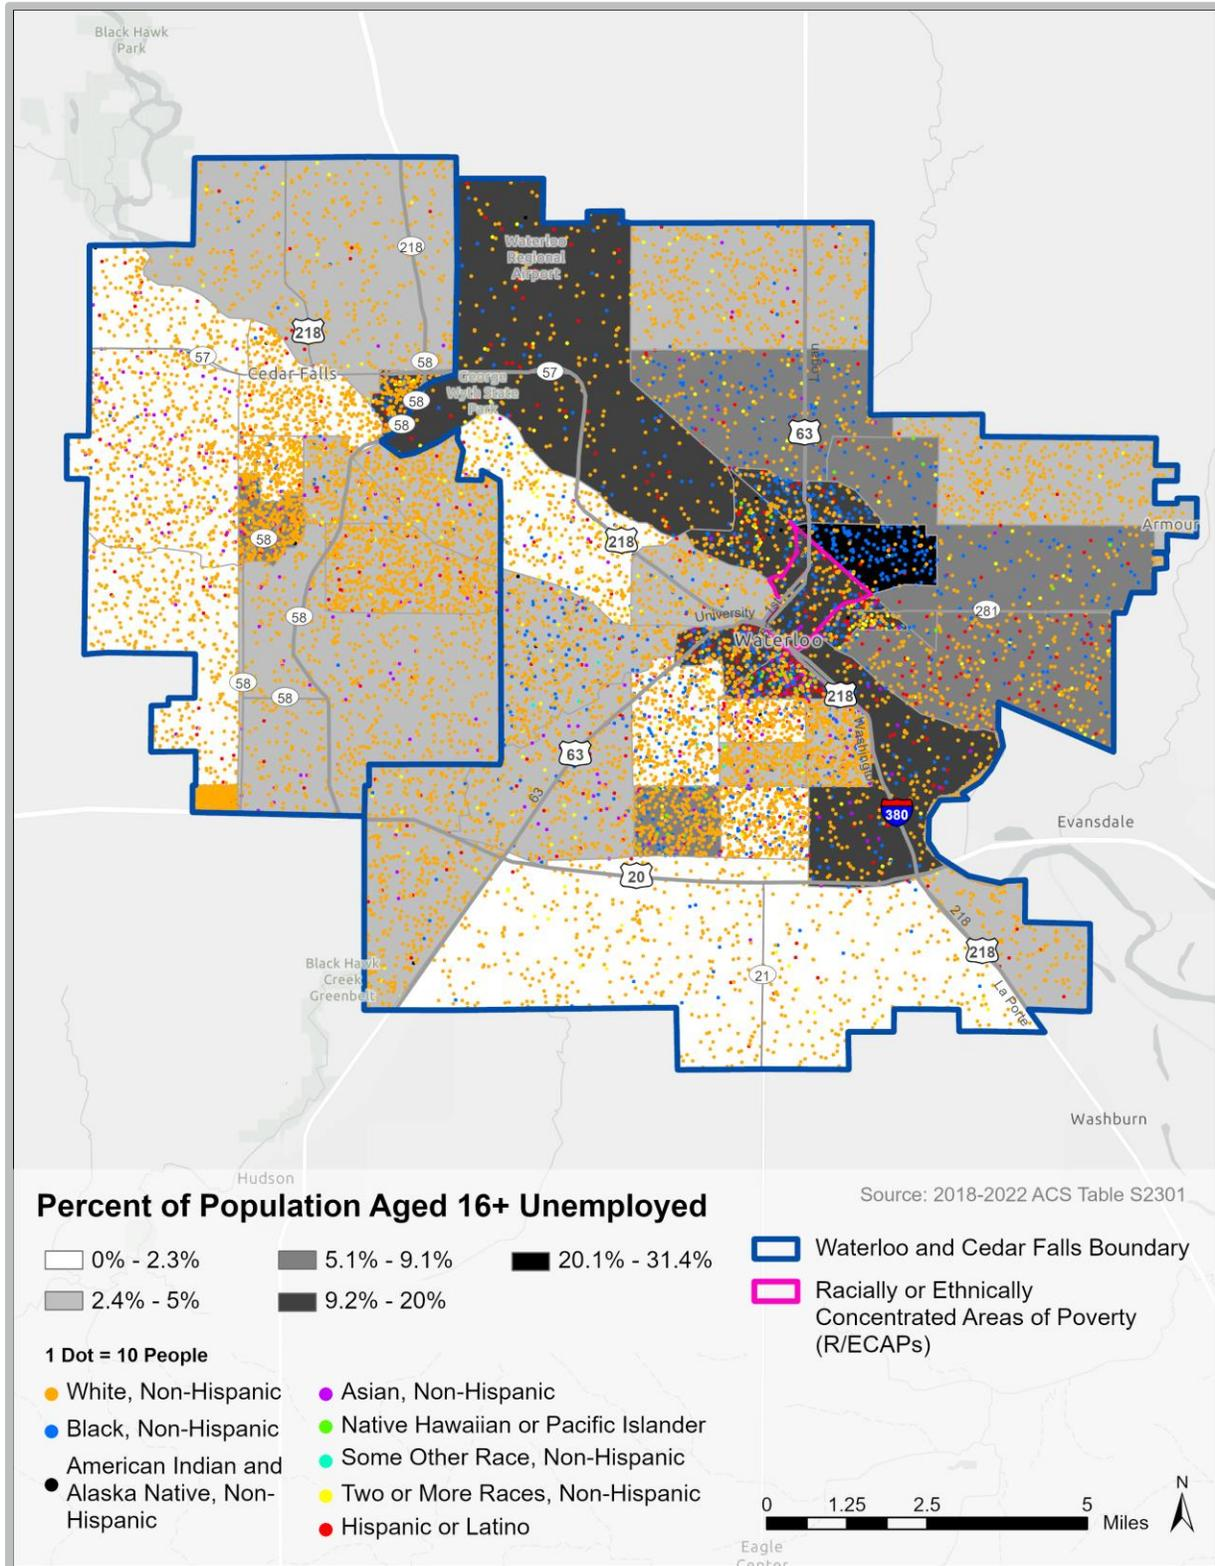 Black Hawk
Park
218
Waterloo
Regional
Airport
218
57
58
Logan
Cedar Falls
George
Wyth State
Park
57
58
58
63
Armour
58
218
58
University
1st
281
Waterloo
58
58
218
63
Washington
63
380
Evansdale
20
218
218
Black Hawk
Creek
Greenbelt
21
La Porte
Washburn
Hudson
Percent of Population Aged 16+ Unemployed
Source: 2018-2022 ACS Table S2301
0% - 2.3%
5.1% - 9.1%
20.1% - 31.4%
2.4% - 5%
9.2% - 20%
Waterloo and Cedar Falls Boundary
Racially or Ethnically
Concentrated Areas of Poverty
(R/ECAPs)
1 Dot = 10 People
White, Non-Hispanic
Black, Non-Hispanic
American Indian and
Alaska Native, Non-
Hispanic
Asian, Non-Hispanic
Native Hawaiian or Pacific Islander
Some Other Race, Non-Hispanic
Two or More Races, Non-Hispanic
Hispanic or Latino
N
0 1.25 2.5 5
Miles
Eagle
Center